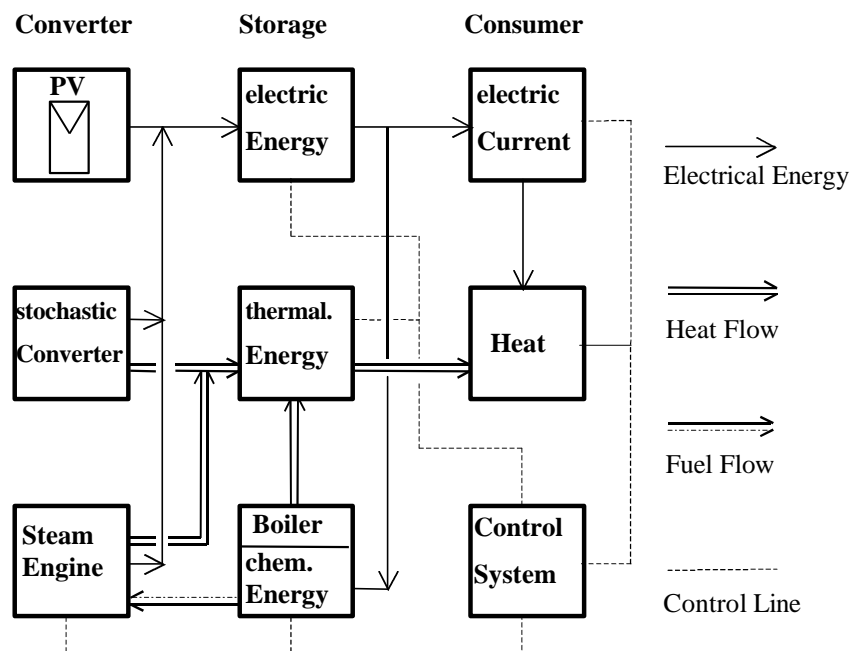 Converter
Storage
Consumer
PV
electric
Energy
electric
Current
Electrical Energy
stochastic
Converter
thermal.
Energy
Heat
Heat Flow
Fuel Flow
Steam
Engine
Boiler
chem.
Energy
Control
System
Control Line